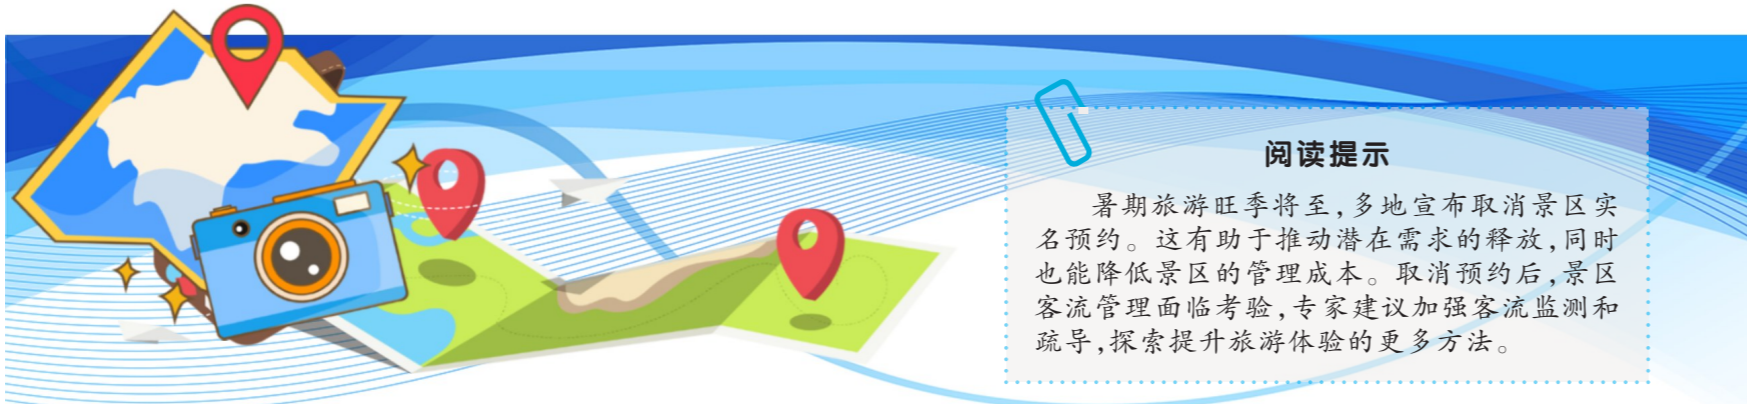 阅读提示
暑期旅游旺季将至,多地宣布取消景区实
名预约。这有助于推动潜在需求的释放,同时
也能降低景区的管理成本。取消预约后,景区
客流管理面临考验,专家建议加强客流监测和
疏导,探索提升旅游体验的更多方法。